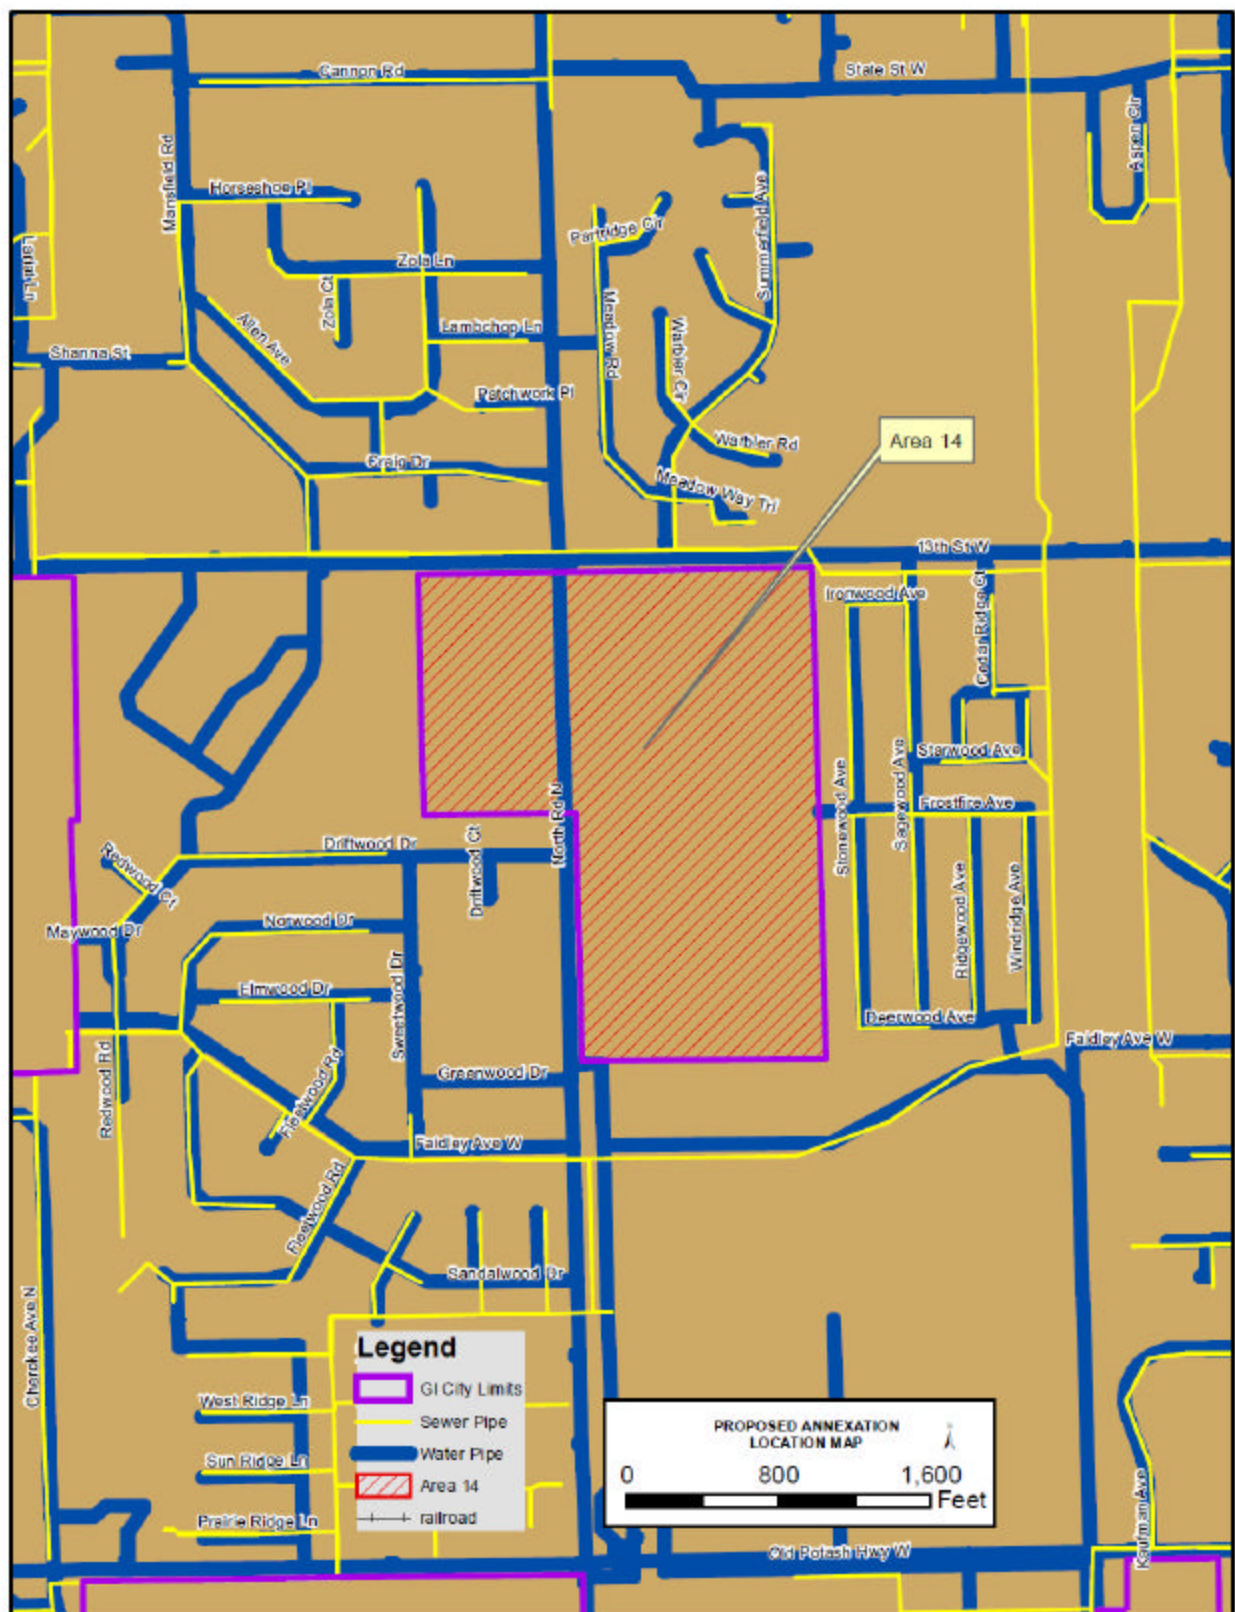 Cannon Rd
State St W
Mansfield Rd
Aspen Cir
Horseshoe Pl
Summerfield Ave
Partridge Cir
Zola Ln
Zola Ct
Allen Ave
Lambchop Ln
Meadow Rd
Warbler Cir
Shanna St
Patchwork Pl
Area 14
Warbler Rd
Craig Dr
Meadow Way Trl
13th St W
Ironwood Ave
Cedar Ridge Ct
Starwood Ave
Stonewood Ave
Sagewood Ave
Frostfire Ave
North Rd N
Driftwood Dr
Driftwood Ct
Redwood Ct
Norwood Dr
Maywood Dr
Ridgewood Ave
Windridge Ave
Elmwood Dr
Sweetwood Dr
Deerwood Ave
Faidley Ave W
Redwood Rd
Fleetwood Rd
Greenwood Dr
Faidley Ave W
Fleetwood Rd
Sandalwood Dr
Cherokee Ave N
West Ridge Ln
Sun Ridge Ln
Prairie Ridge Ln
Legend
GI City Limits
Sewer Pipe
Water Pipe
Area 14
railroad
PROPOSED ANNEXATION
LOCATION MAP
0 800 1,600
Feet
Kaufman Ave
Old Potash Hwy W